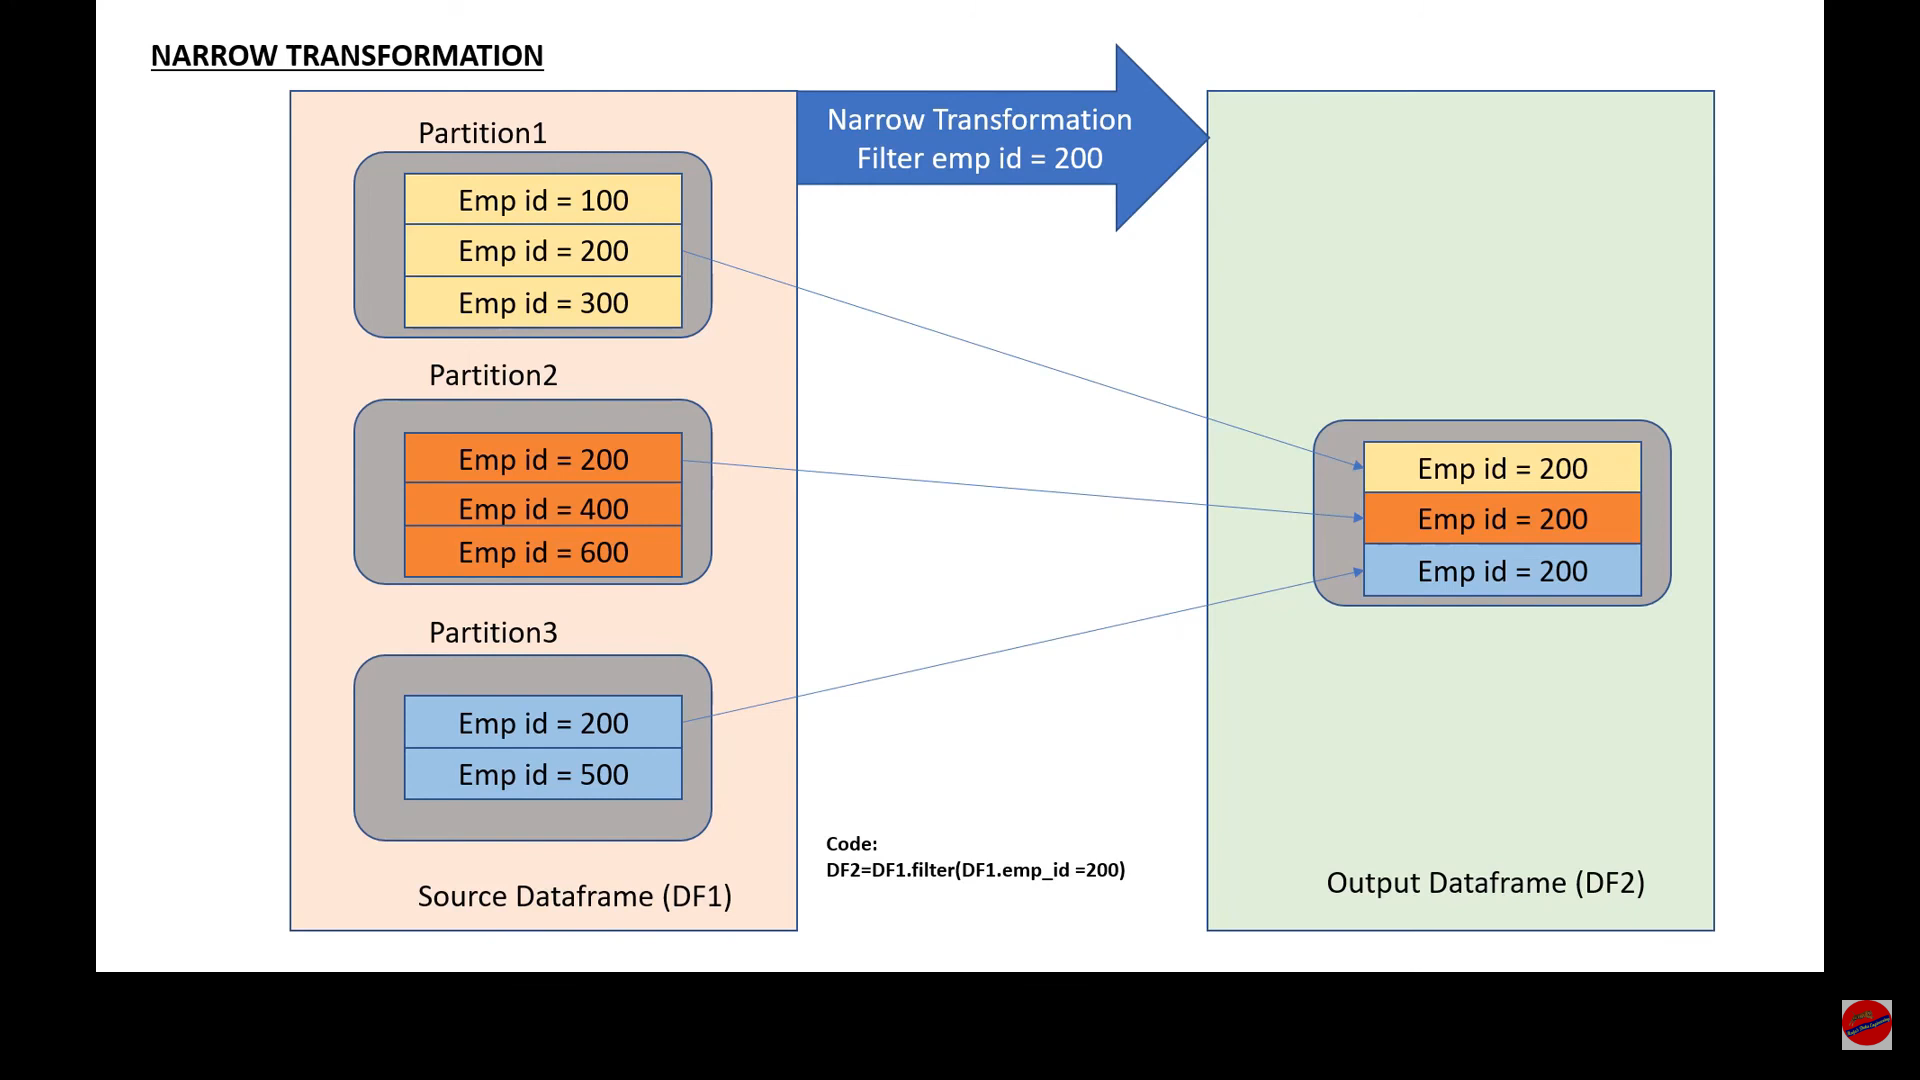 NARROW TRANSFORMATION
Partition1
Emp id = 100
Emp id = 200
Emp id = 300
Partition2
Emp id = 200
Emp id = 400
Emp id = 600
Partition3
Emp id = 200
Emp id = 500
Source Dataframe (DF1)
Narrow Transformation
Filter emp id = 200
Code:
DF2=DF1.filter(DF1.emp_id =200)
Emp id = 200
Emp id = 200
Emp id = 200
Output Dataframe (DF2)